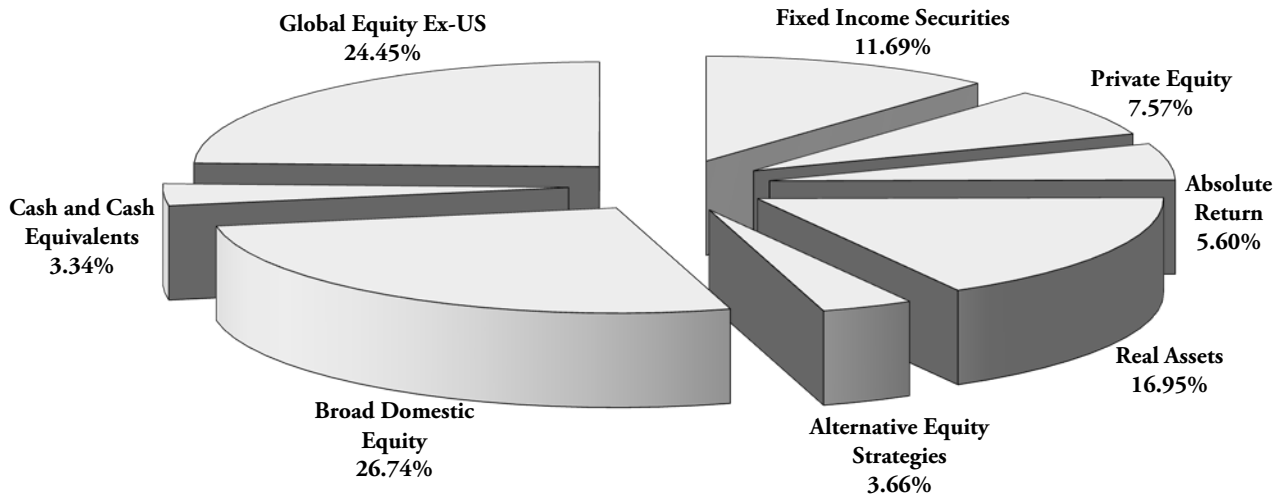 Global Equity Ex-US
24.45%
Fixed Income Securities
11.69%
Private Equity
7.57%
Absolute
Return
5.60%
Real Assets
16.95%
Alternative Equity
Strategies
3.66%
Broad Domestic
Equity
26.74%
Cash and Cash
Equivalents
3.34%